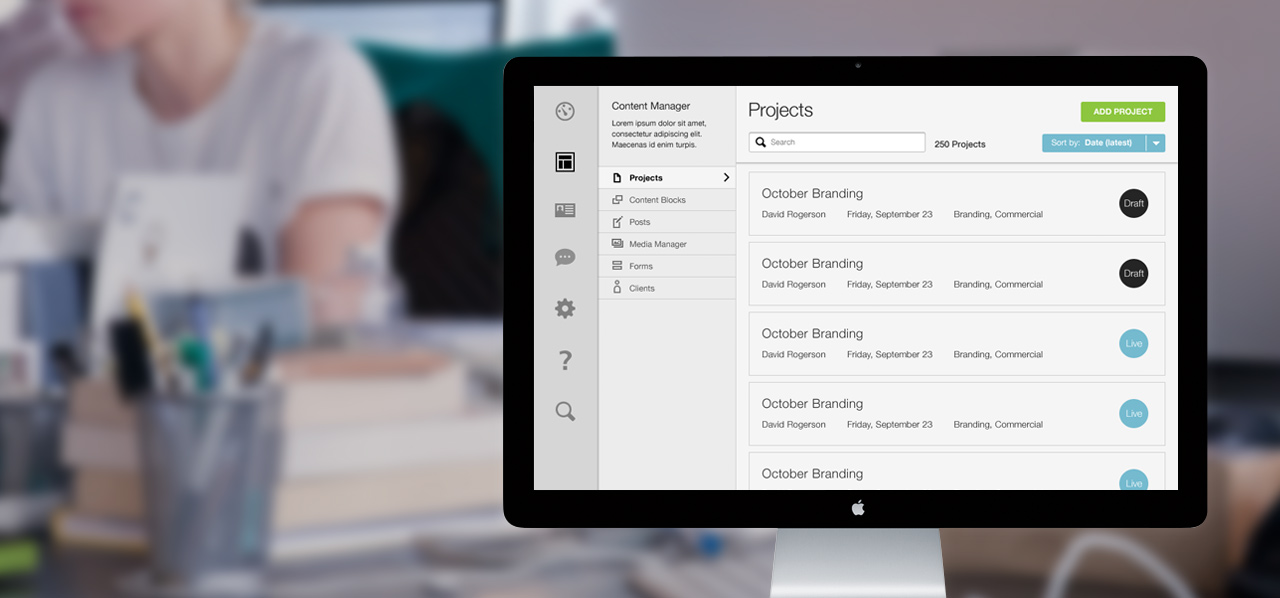 Content Manager
Lorem ipsum dolor sit amet,
consectetur adipiscing elit.
Maecenas id enim turpis.
Projects
Content Blocks
Posts
Media Manager
Forms
Clients
Projects
ADD PROJECT
Search
250 Projects
Sort by: Date (latest)
October Branding
David Rogerson Friday, September 23 Branding, Commercial
Draft
October Branding
David Rogerson Friday, September 23 Branding, Commercial
Draft
October Branding
David Rogerson Friday, September 23 Branding, Commercial
Live
October Branding
David Rogerson Friday, September 23 Branding, Commercial
Live
October Branding
Live